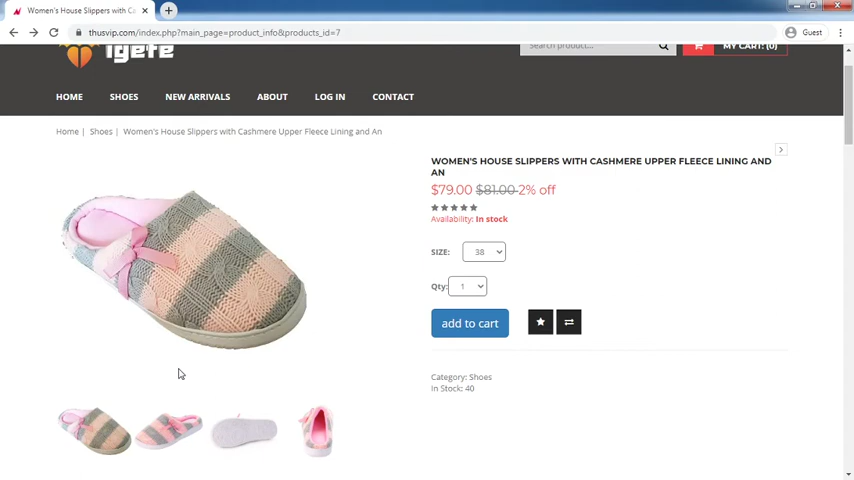 Women's House Slippers with Ca
thusvip.com/index.php?main_page=product_info&products_id=7
Guest
igete
Search product...
MY CART: (0)
HOME SHOES NEW ARRIVALS ABOUT LOG IN CONTACT
Home | Shoes | Women's House Slippers with Cashmere Upper Fleece Lining and An
WOMEN'S HOUSE SLIPPERS WITH CASHMERE UPPER FLEECE LINING AND
AN
$79.00 $81.00 2% off
Availability: In stock
SIZE: 38
Qty: 1
add to cart
Category: Shoes
In Stock: 40